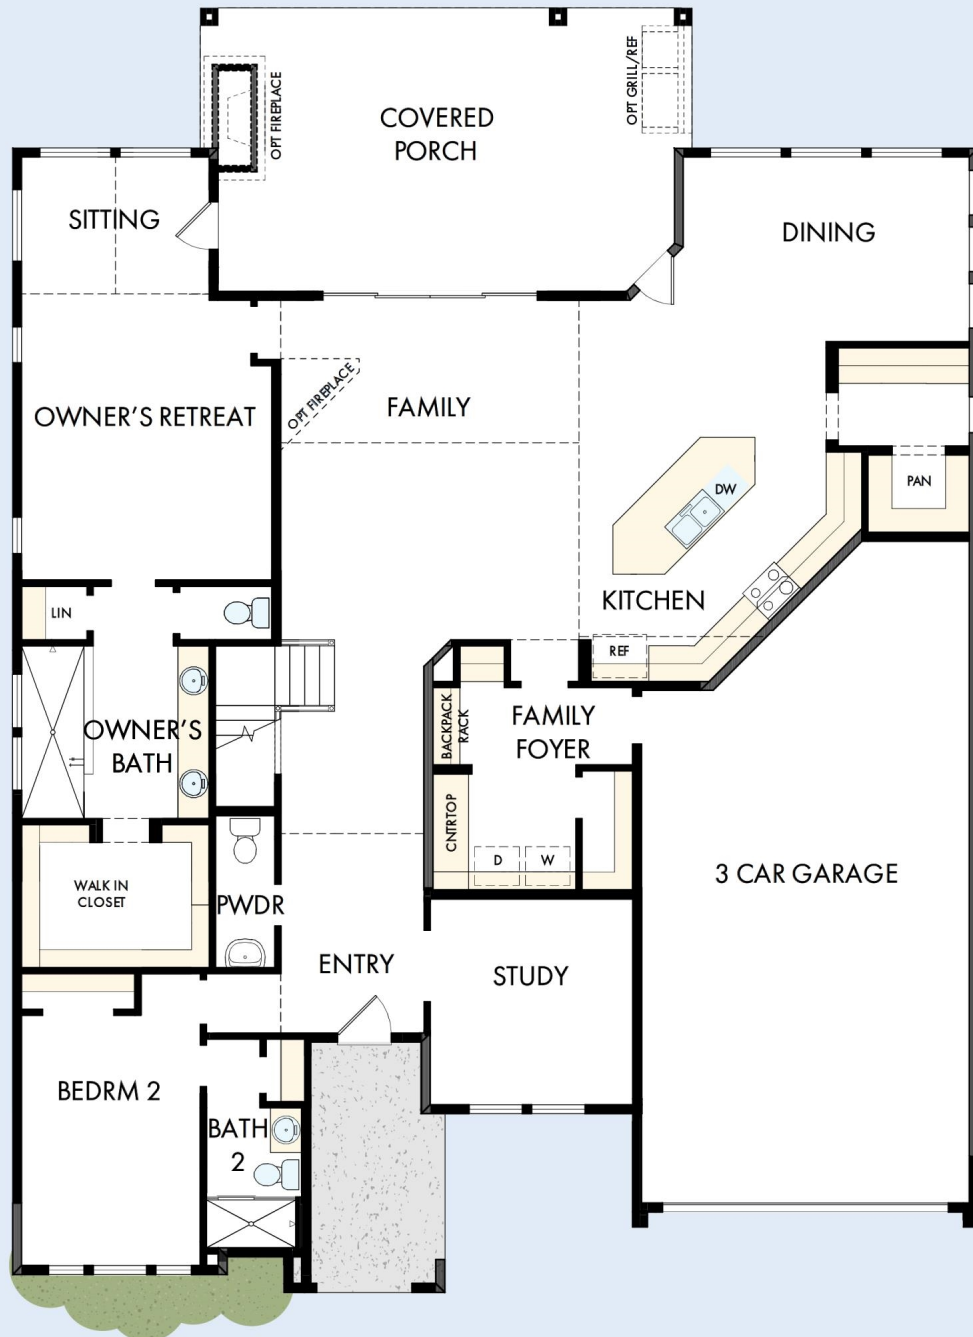 OPT FIREPLACE
COVERED
PORCH
OPT GRILL/REF
SITTING
DINING
OWNER'S RETREAT
OPT FIREPLACE
FAMILY
DW
PAN
LIN
KITCHEN
REF
OWNER'S
BATH
BACKPACK
RACK
FAMILY
FOYER
CNTRTOP
D
W
WALK IN
CLOSET
PWDR
3 CAR GARAGE
ENTRY
STUDY
BEDRM 2
BATH
2